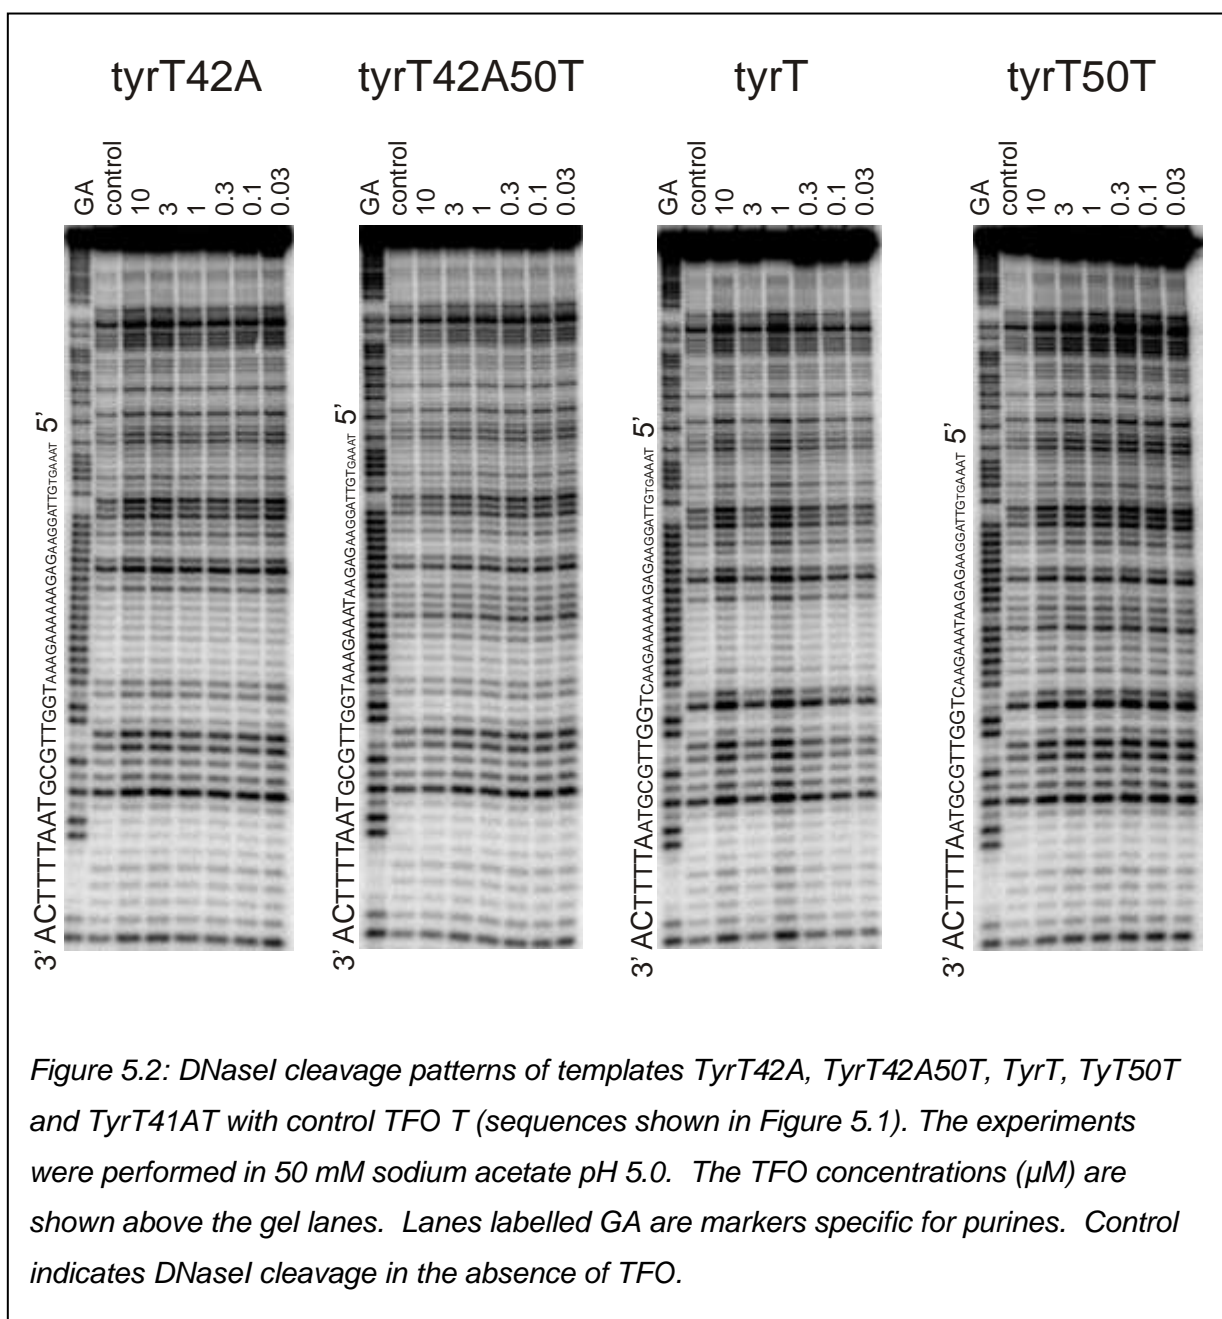 tyrT42A tyrT42A50T tyrT tyrT50T
GA control 10 3 1 0.3 0.1 0.03
GA control 10 3 1 0.3 0.1 0.03
GA control 10 3 1 0.3 0.1 0.03
GA control 10 3 1 0.3 0.1 0.03
3' ACTTTTAATGCGTTGGTAAAGAAAAAAGAGAAGGATTGTGAAAT 5'
3' ACTTTTAATGCGTTGGTAAAGAAATAAGAGAAGGATTGTGAAAT 5'
3' ACTTTTAATGCGTTGGTCAAGAAAAAAGAGAAGGATTGTGAAAT 5'
3' ACTTTTAATGCGTTGGTCAAGAAATAAGAGAAGGATTGTGAAAT 5'
Figure 5.2: DNaseI cleavage patterns of templates TyrT42A, TyrT42A50T, TyrT, TyT50T
and TyrT41AT with control TFO T (sequences shown in Figure 5.1). The experiments
were performed in 50 mM sodium acetate pH 5.0. The TFO concentrations (µM) are
shown above the gel lanes. Lanes labelled GA are markers specific for purines. Control
indicates DNaseI cleavage in the absence of TFO.